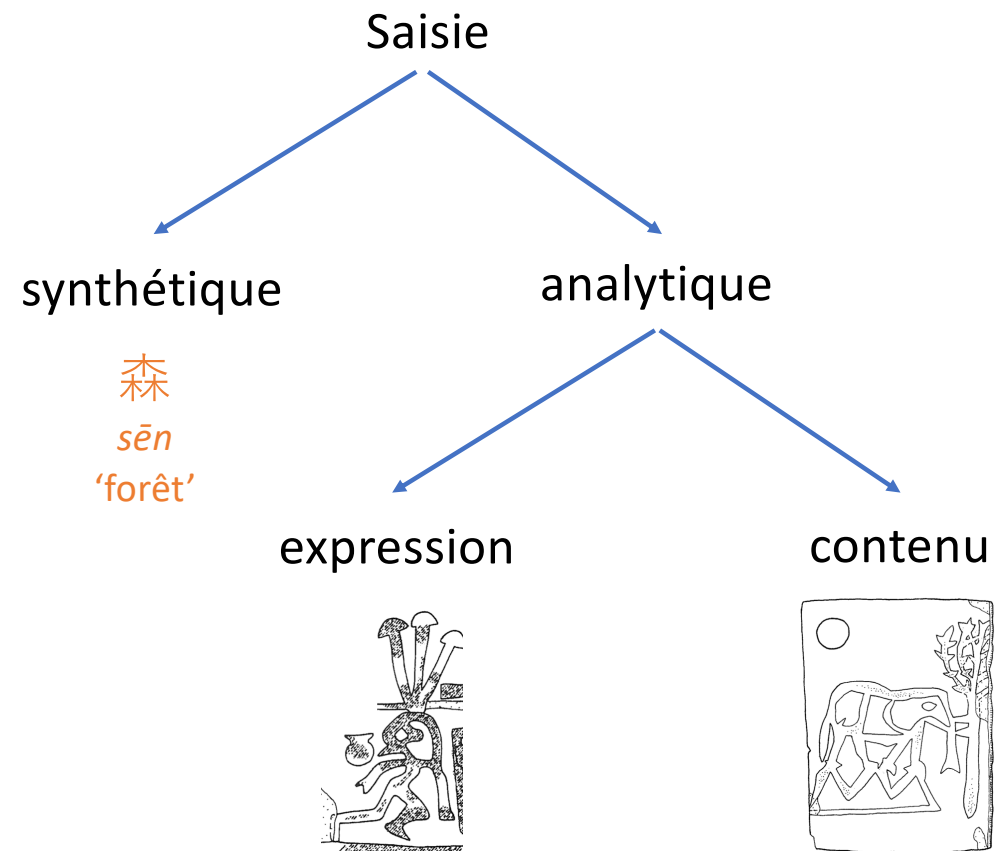 Saisie
synthétique
analytique
森
sēn
‘forêt’
expression
contenu